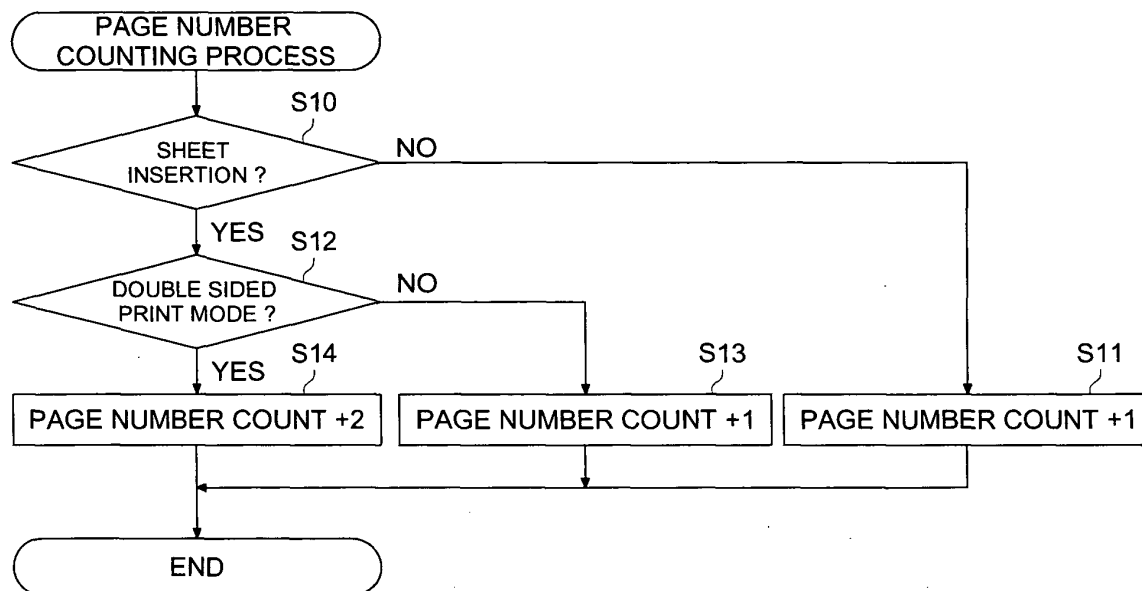 PAGE NUMBER
COUNTING PROCESS
S10
SHEET
INSERTION ?
NO
YES
S12
DOUBLE SIDED
PRINT MODE ?
NO
YES
S14
S13
S11
PAGE NUMBER COUNT +2
PAGE NUMBER COUNT +1
PAGE NUMBER COUNT +1
END